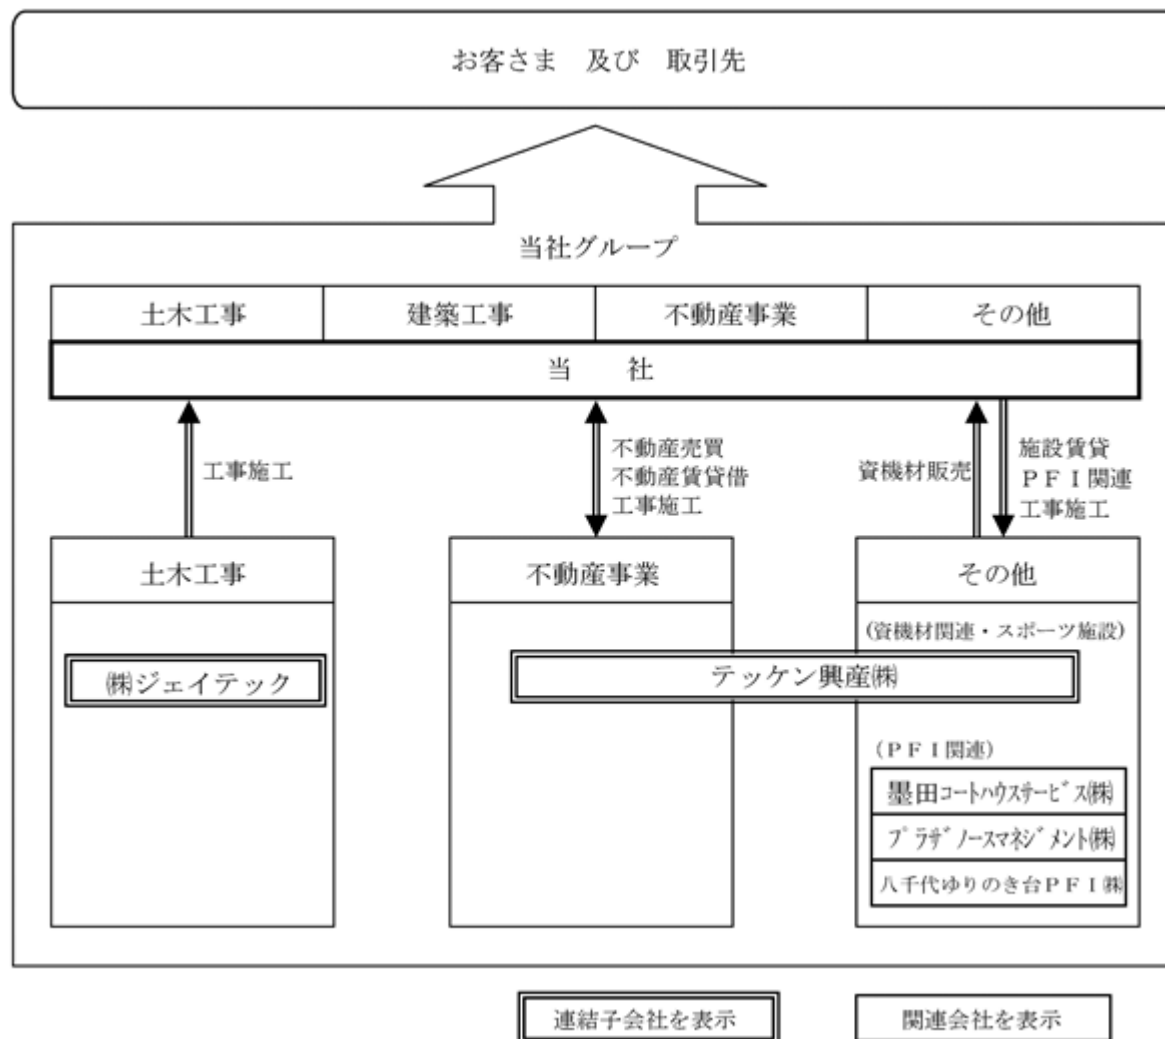 お客さま 及び 取引先
当社グループ
土木工事
建築工事
不動産事業
その他
当 社
工事施工
不動産売買
不動産賃貸借
工事施工
資機材販売
施設賃貸
PFI関連
工事施工
土木工事
不動産事業
その他
(資機材関連・スポーツ施設)
㈱ジェイテック
テッケン興産㈱
(PFI関連)
墨田コートハウスサービス㈱
プラザノースマネジメント㈱
八千代ゆりのき台PFI㈱
連結子会社を表示
関連会社を表示